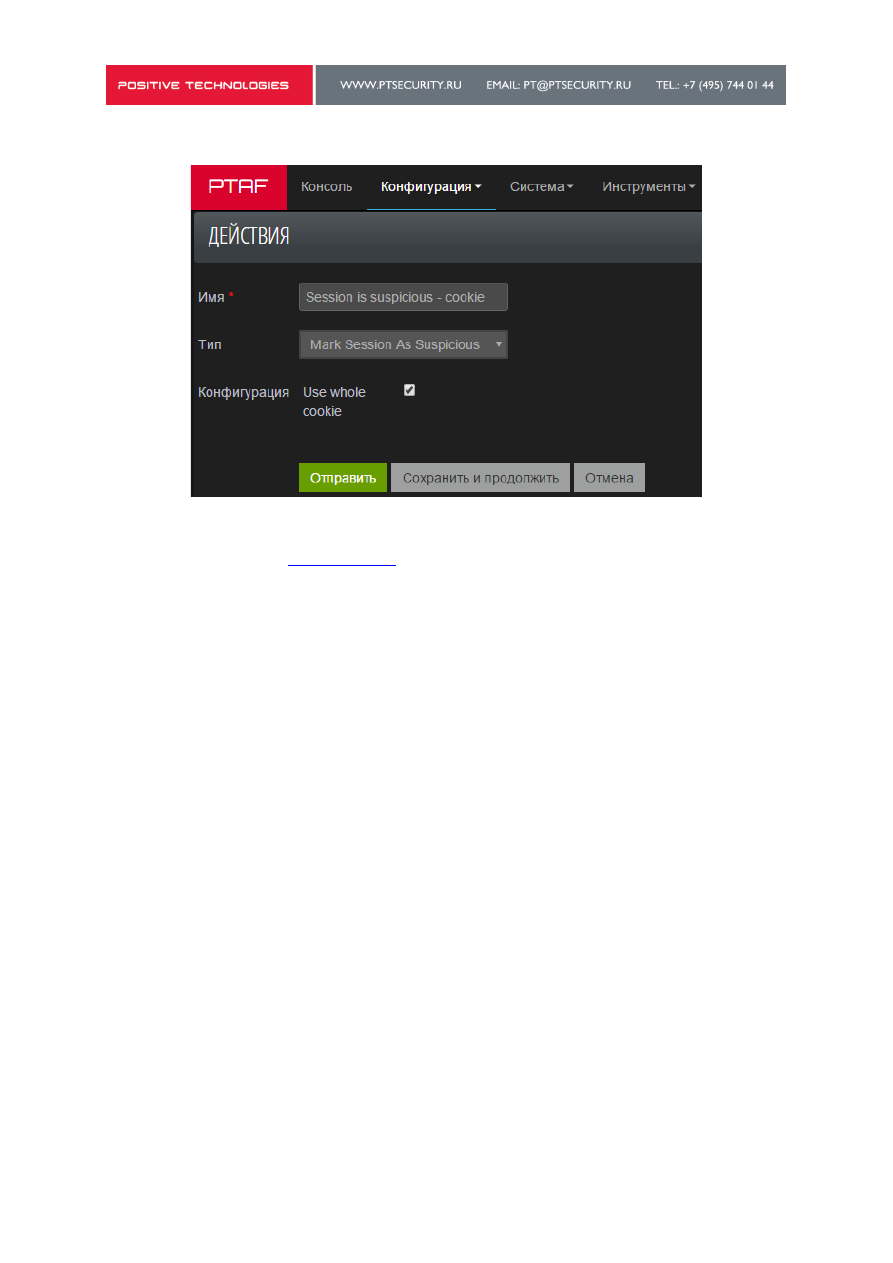 POSITIVE TECHNOLOGIES WWW.PTSECURITY.RU EMAIL: PT@PTSECURITY.RU TEL.: +7 (495) 744 01 44
PTAF Консоль Конфигурация Система Инструменты
ДЕЙСТВИЯ
Имя * Session is suspicious - cookie
Тип Mark Session As Suspicious
Конфигурация Use whole
cookie
Отправить Сохранить и продолжить Отмена